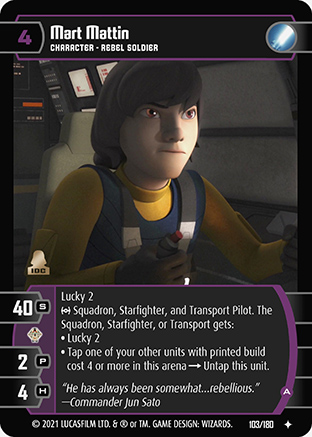 4
Mart Mattin
CHARACTER - REBEL SOLDIER
IDC
40 S
2 P
4 H
Lucky 2
Squadron, Starfighter, and Transport Pilot. The
Squadron, Starfighter, or Transport gets:
• Lucky 2
• Tap one of your other units with printed build
cost 4 or more in this arena → Untap this unit.
“He has always been somewhat...rebellious.”
—Commander Jun Sato
A
© 2021 LUCASFILM LTD. & ® OR TM. GAME DESIGN: WIZARDS.
103/180